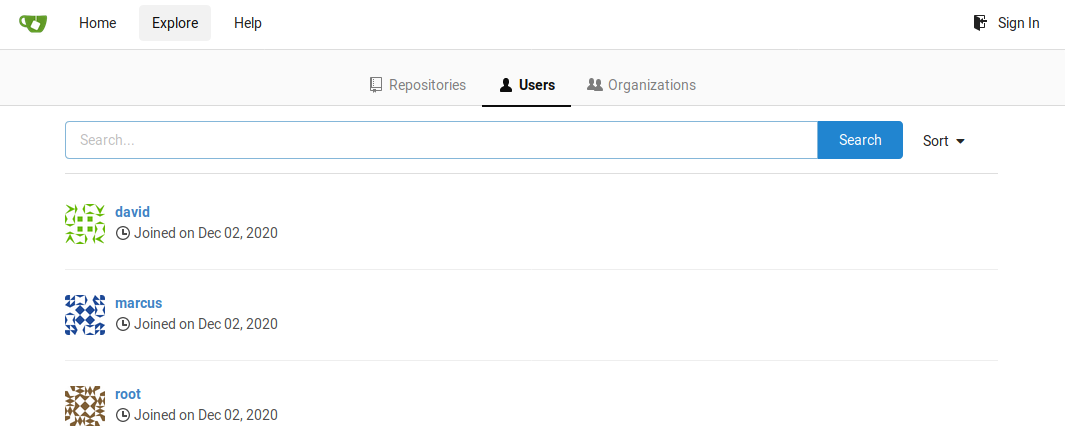 Home Explore Help Sign In
Repositories Users Organizations
Search... Search Sort
david
Joined on Dec 02, 2020
marcus
Joined on Dec 02, 2020
root
Joined on Dec 02, 2020